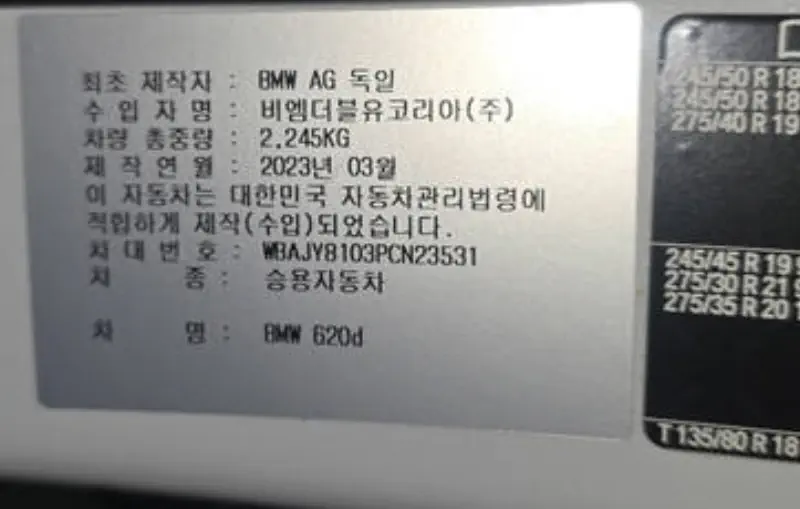 최초 제작자 : BMW AG 독일
수 입 자 명 : 비엠더블유코리아(주)
차량 총중량 : 2,245KG
제 작 연 월 : 2023년 03월
이 자동차는 대한민국 자동차관리법령에
적합하게 제작(수입)되었습니다.
차 대 번 호 : WBAJY8103PCN23531
차 종 : 승용자동차
차 명 : BMW 620d
245/50 R 18
245/50 R 18
275/40 R 19
245/45 R 19
275/30 R 21
275/35 R 20
T 135/80 R 18